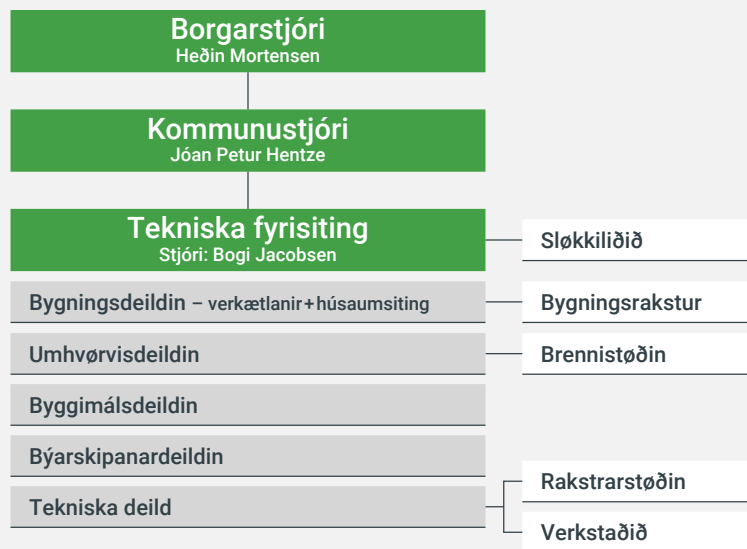 Borgarstjóri
Heðin Mortensen
Kommunustjóri
Jóan Petur Hentze
Tekniska fyrisiting
Stjóri: Bogi Jacobsen
Sløkkiliðið
Bygningsdeildin – verkætlanir+húsaumsiting
Bygningsrakstur
Umhvørvisdeildin
Brennistøðin
Byggimálsdeildin
Býarskipanardeildin
Tekniska deild
Rakstrarstøðin
Verkstaðið